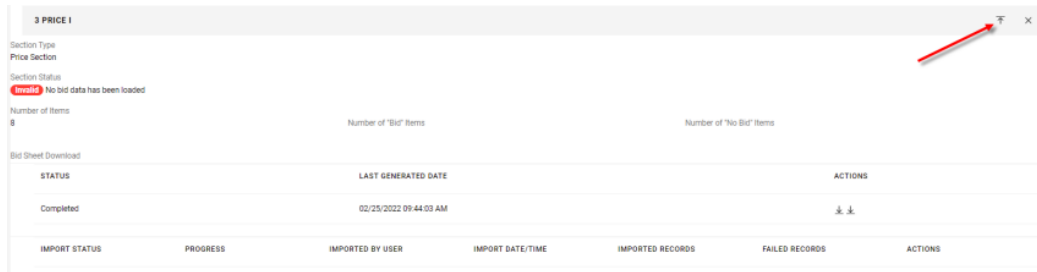 3 PRICE I
Section Type
Price Section
Section Status
Invalid No bid data has been loaded
Number of Items
8 Number of "Bid" Items Number of "No Bid" Items
Bid Sheet Download
STATUS LAST GENERATED DATE ACTIONS
Completed 02/25/2022 09:44:03 AM
IMPORT STATUS PROGRESS IMPORTED BY USER IMPORT DATE/TIME IMPORTED RECORDS FAILED RECORDS ACTIONS